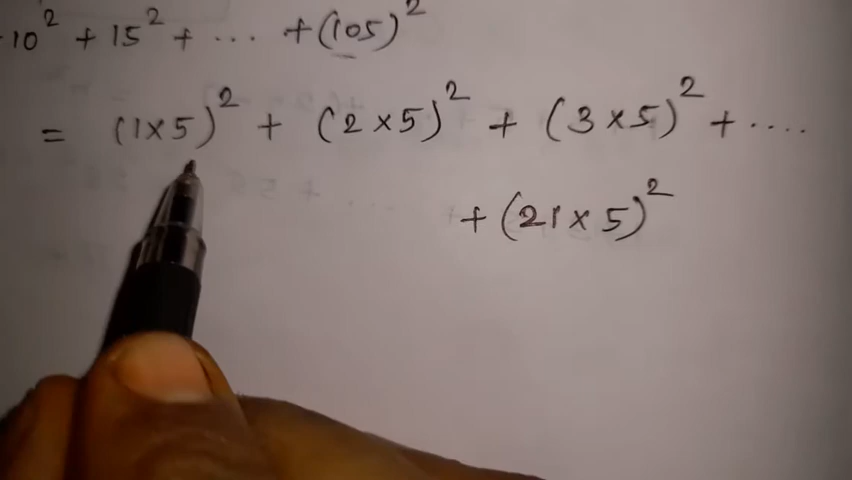 10² + 15² + ... + (105)²
= (1×5)² + (2×5)² + (3×5)² + ....
+ (21×5)²